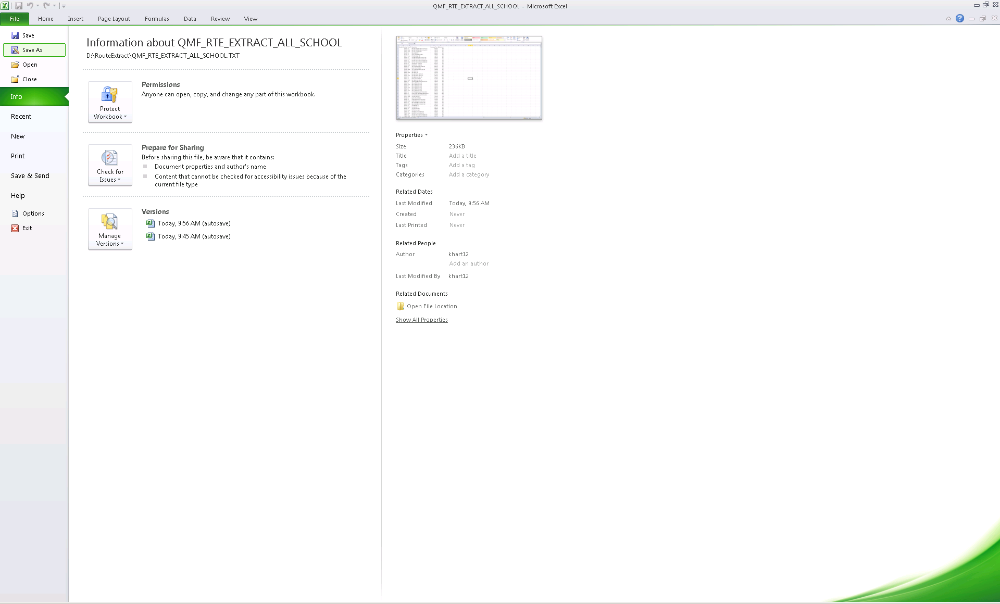 QMF_RTE_EXTRACT_ALL_SCHOOL - Microsoft Excel
File Home Insert Page Layout Formulas Data Review View
Save
Save As
Open
Close
Info
Recent
New
Print
Save & Send
Help
Options
Exit
Information about QMF_RTE_EXTRACT_ALL_SCHOOL
D:\RouteExtract\QMF_RTE_EXTRACT_ALL_SCHOOL.TXT
Protect
Workbook
Permissions
Anyone can open, copy, and change any part of this workbook.
Check for
Issues
Prepare for Sharing
Before sharing this file, be aware that it contains:
Document properties and author's name
Content that cannot be checked for accessibility issues because of the
current file type
Manage
Versions
Versions
Today, 9:56 AM (autosave)
Today, 9:45 AM (autosave)
Properties
Size 236KB
Title Add a title
Tags Add a tag
Categories Add a category
Related Dates
Last Modified Today, 9:56 AM
Created Never
Last Printed Never
Related People
Author khart12
Add an author
Last Modified By khart12
Related Documents
Open File Location
Show All Properties